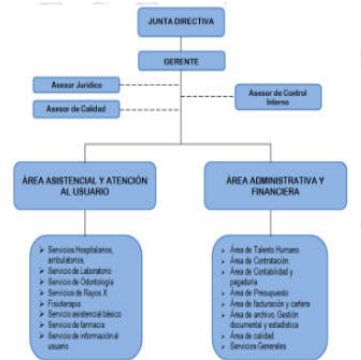 JUNTA DIRECTIVA
GERENTE
Asesor Jurídico
Asesor de Control
Interno
Asesor de Calidad
ÁREA ASISTENCIAL Y ATENCIÓN
AL USUARIO
ÁREA ADMINISTRATIVA Y
FINANCIERA
Servicios Hospitalarios,
ambulatorios.
Servicio de Laboratorio
Servicio de Odontología
Servicios de Rayos X
Fisioterapia
Servicio asistencial básico
Servicio de farmacia
Servicio de información al
usuario
Área de Talento Humano
Área de Contratación
Área de Contabilidad y
pagaduría
Área de Presupuesto
Área de facturación y cartera
Área de archivo, Gestión
documental y estadística
Área de calidad
Servicios Generales